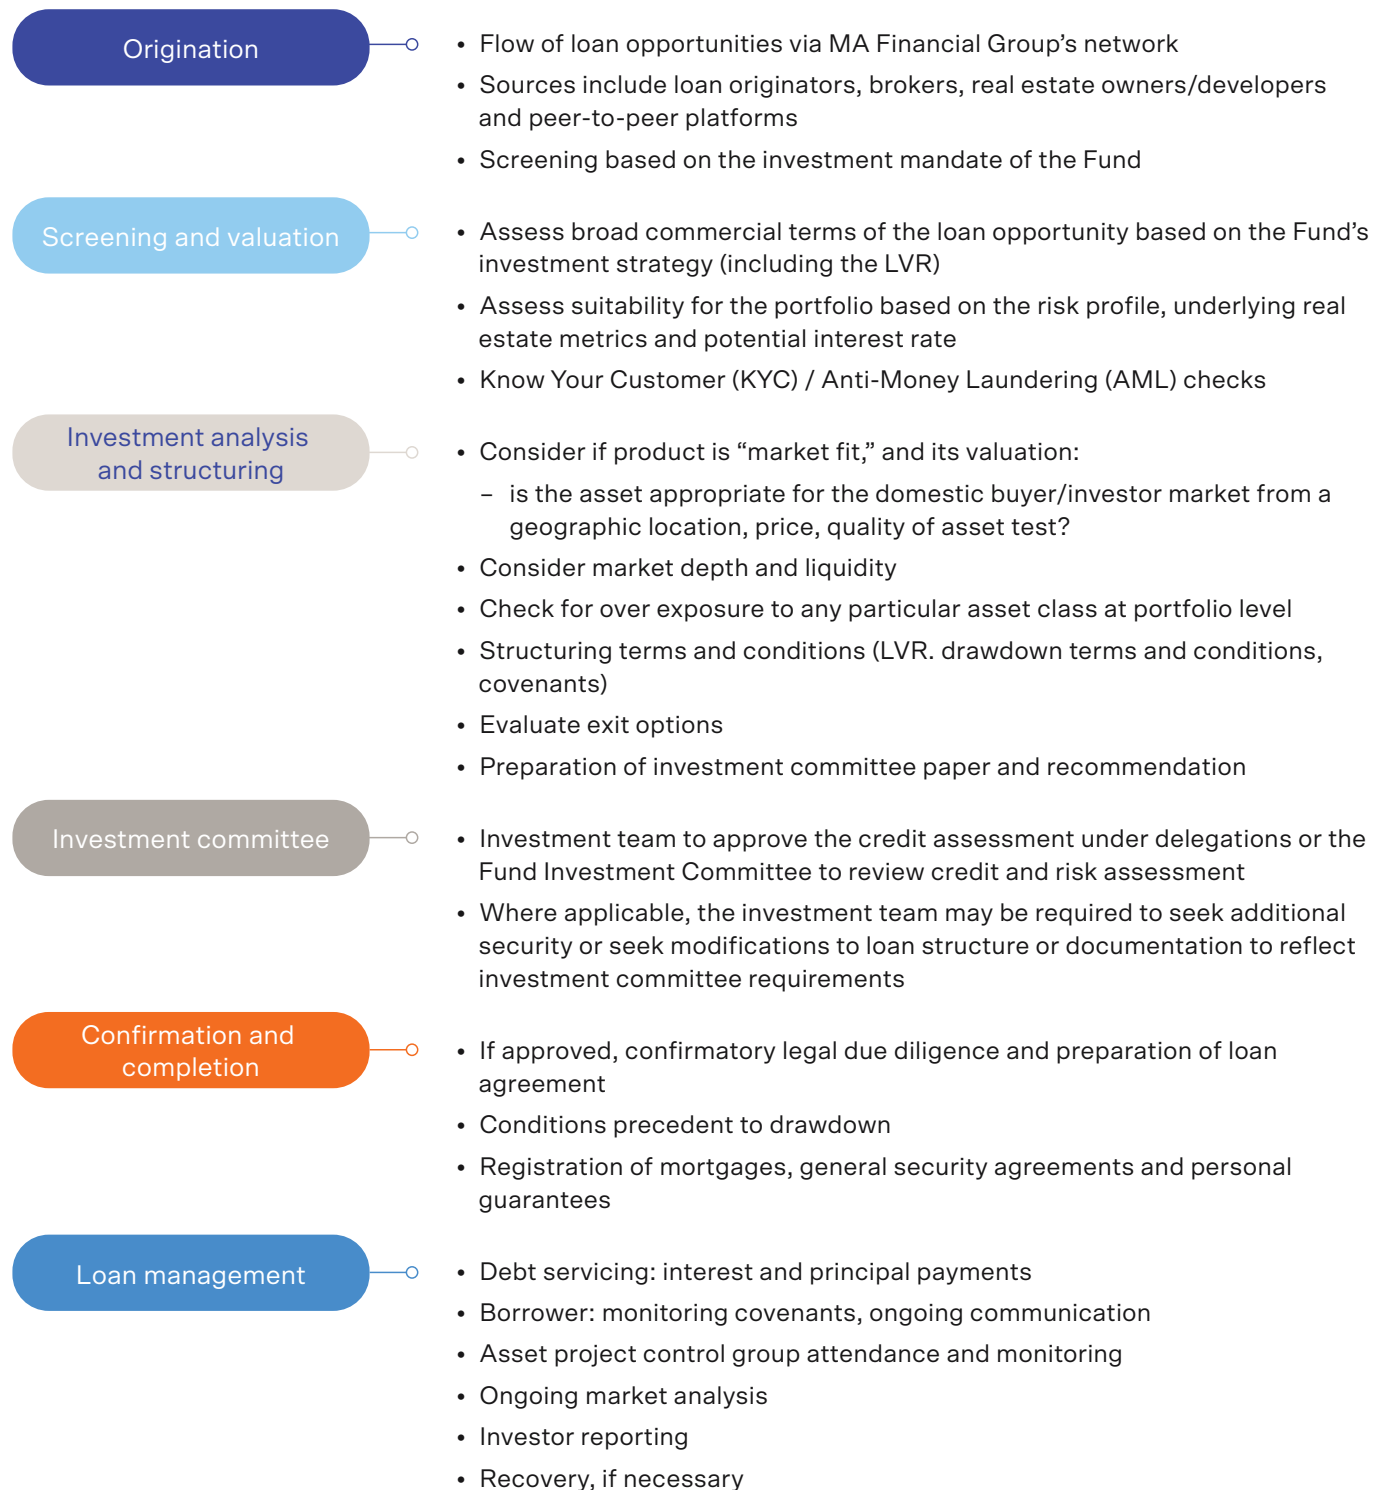 Origination
• Flow of loan opportunities via MA Financial Group’s network
• Sources include loan originators, brokers, real estate owners/developers
and peer-to-peer platforms
• Screening based on the investment mandate of the Fund
Screening and valuation
• Assess broad commercial terms of the loan opportunity based on the Fund’s
investment strategy (including the LVR)
• Assess suitability for the portfolio based on the risk profile, underlying real
estate metrics and potential interest rate
• Know Your Customer (KYC) / Anti-Money Laundering (AML) checks
Investment analysis
and structuring
• Consider if product is “market fit,” and its valuation:
– is the asset appropriate for the domestic buyer/investor market from a
geographic location, price, quality of asset test?
• Consider market depth and liquidity
• Check for over exposure to any particular asset class at portfolio level
• Structuring terms and conditions (LVR. drawdown terms and conditions,
covenants)
• Evaluate exit options
• Preparation of investment committee paper and recommendation
Investment committee
• Investment team to approve the credit assessment under delegations or the
Fund Investment Committee to review credit and risk assessment
• Where applicable, the investment team may be required to seek additional
security or seek modifications to loan structure or documentation to reflect
investment committee requirements
Confirmation and
completion
• If approved, confirmatory legal due diligence and preparation of loan
agreement
• Conditions precedent to drawdown
• Registration of mortgages, general security agreements and personal
guarantees
Loan management
• Debt servicing: interest and principal payments
• Borrower: monitoring covenants, ongoing communication
• Asset project control group attendance and monitoring
• Ongoing market analysis
• Investor reporting
• Recovery, if necessary